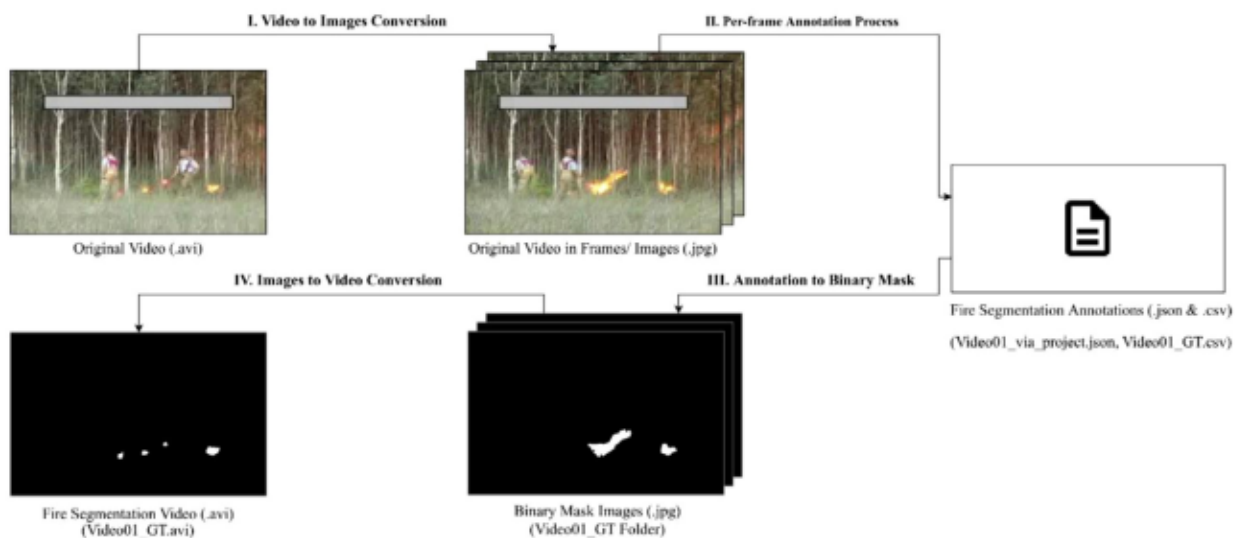 I. Video to Images Conversion
II. Per-frame Annotation Process
Original Video (.avi)
Original Video in Frames/ Images (.jpg)
IV. Images to Video Conversion
III. Annotation to Binary Mask
Fire Segmentation Annotations (.json & .csv)
(Video01_via_project.json, Video01_GT.csv)
Fire Segmentation Video (.avi)
(Video01_GT.avi)
Binary Mask Images (.jpg)
(Video01_GT Folder)